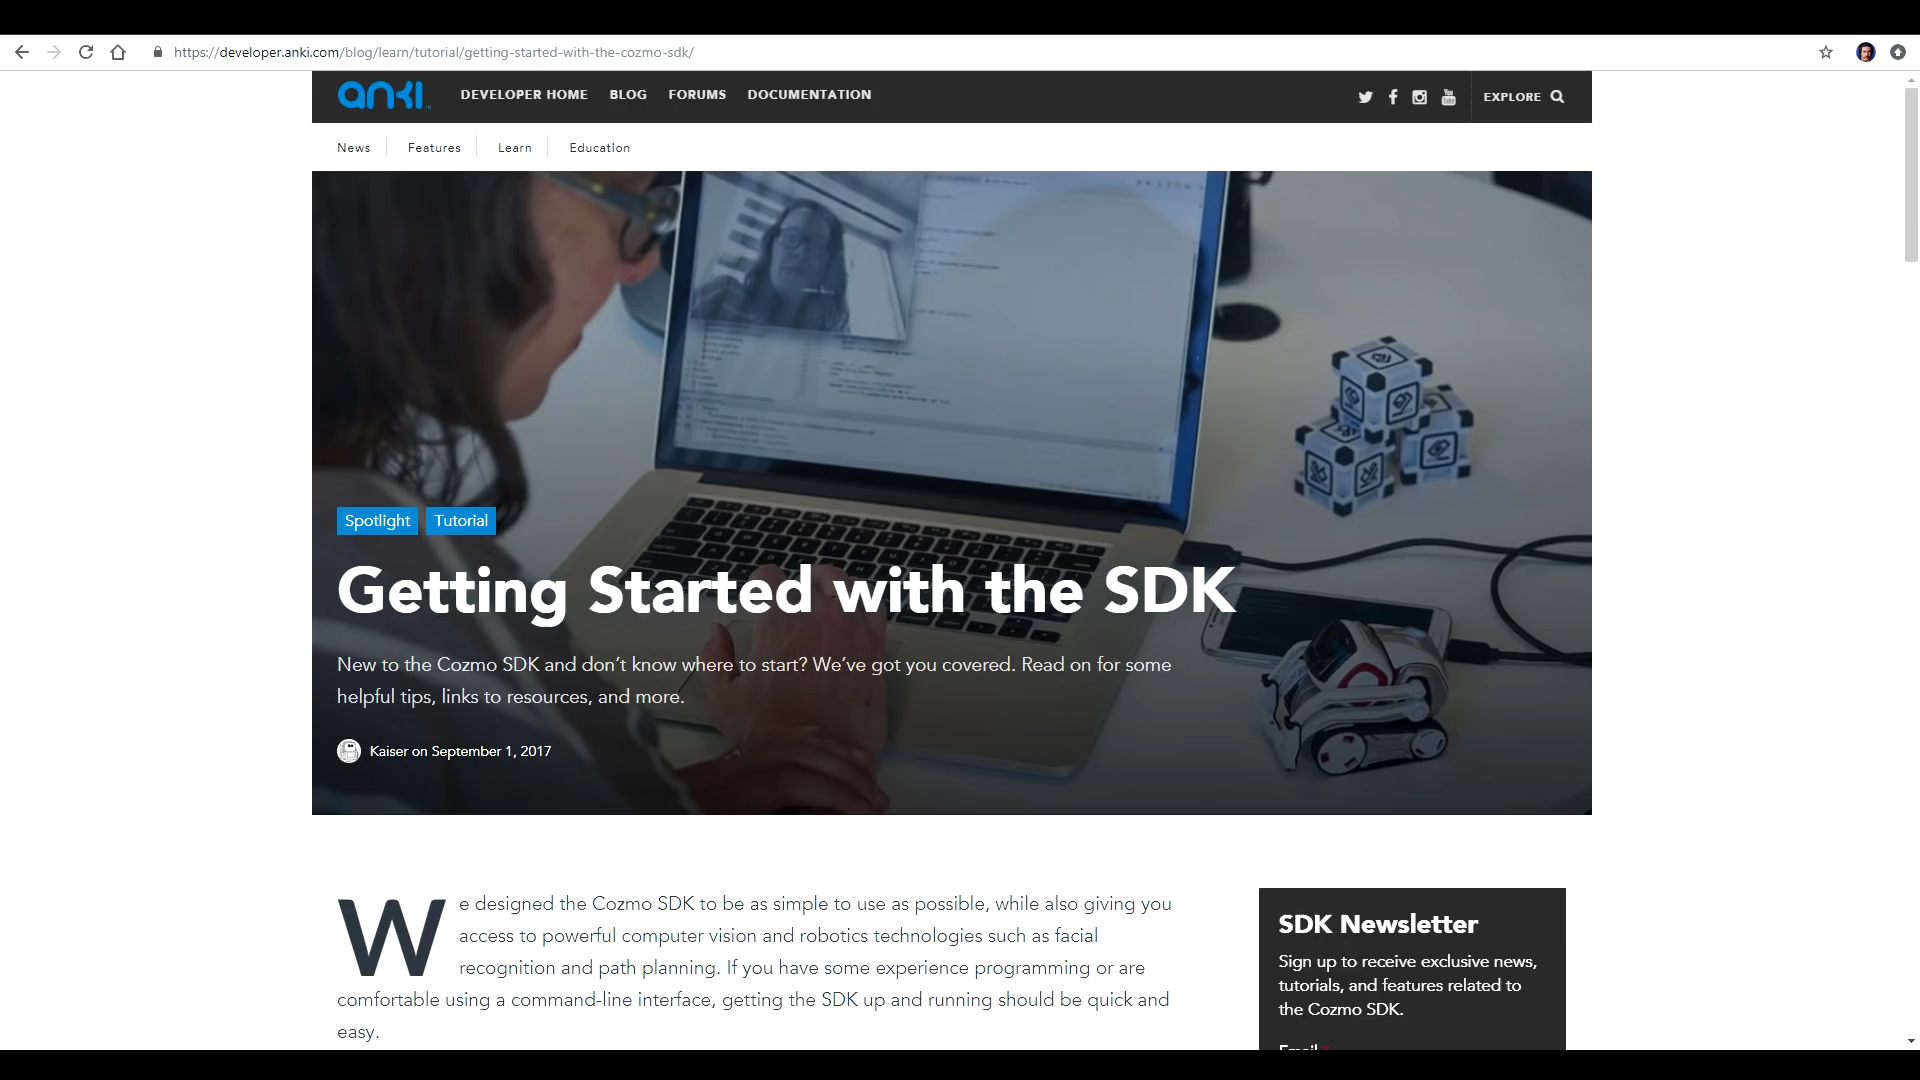 https://developer.anki.com/blog/learn/tutorial/getting-started-with-the-cozmo-sdk/
anki
DEVELOPER HOME BLOG FORUMS DOCUMENTATION
EXPLORE
News Features Learn Education
Spotlight Tutorial
Getting Started with the SDK
New to the Cozmo SDK and don't know where to start? We've got you covered. Read on for some
helpful tips, links to resources, and more.
Kaiser on September 1, 2017
We designed the Cozmo SDK to be as simple to use as possible, while also giving you
access to powerful computer vision and robotics technologies such as facial
recognition and path planning. If you have some experience programming or are
comfortable using a command-line interface, getting the SDK up and running should be quick and
easy.
SDK Newsletter
Sign up to receive exclusive news,
tutorials, and features related to
the Cozmo SDK.
Email *